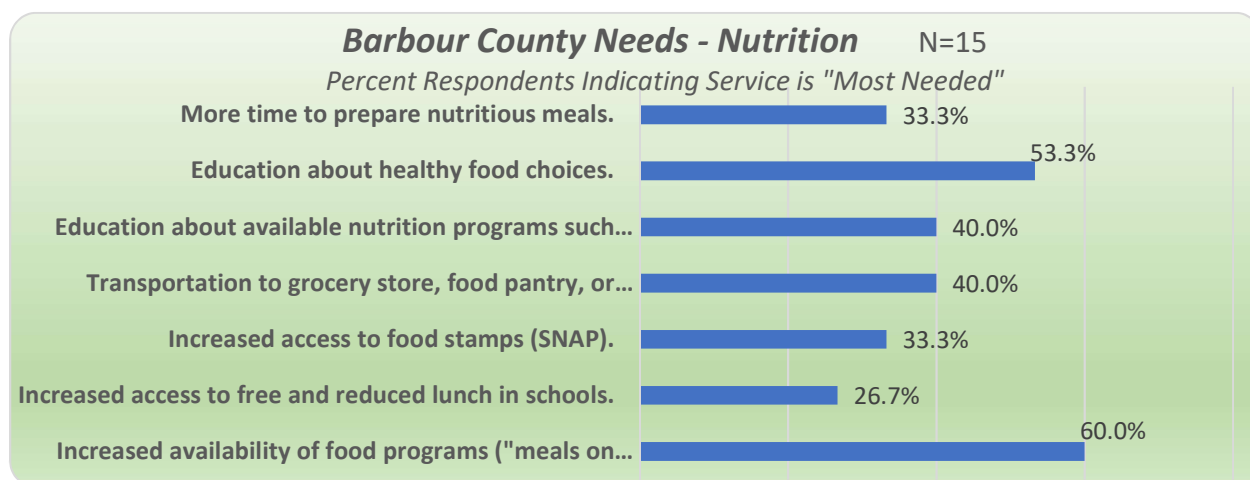 Barbour County Needs - Nutrition N=15
Percent Respondents Indicating Service is "Most Needed"
More time to prepare nutritious meals. 33.3%
Education about healthy food choices. 53.3%
Education about available nutrition programs such... 40.0%
Transportation to grocery store, food pantry, or... 40.0%
Increased access to food stamps (SNAP). 33.3%
Increased access to free and reduced lunch in schools. 26.7%
Increased availability of food programs ("meals on... 60.0%